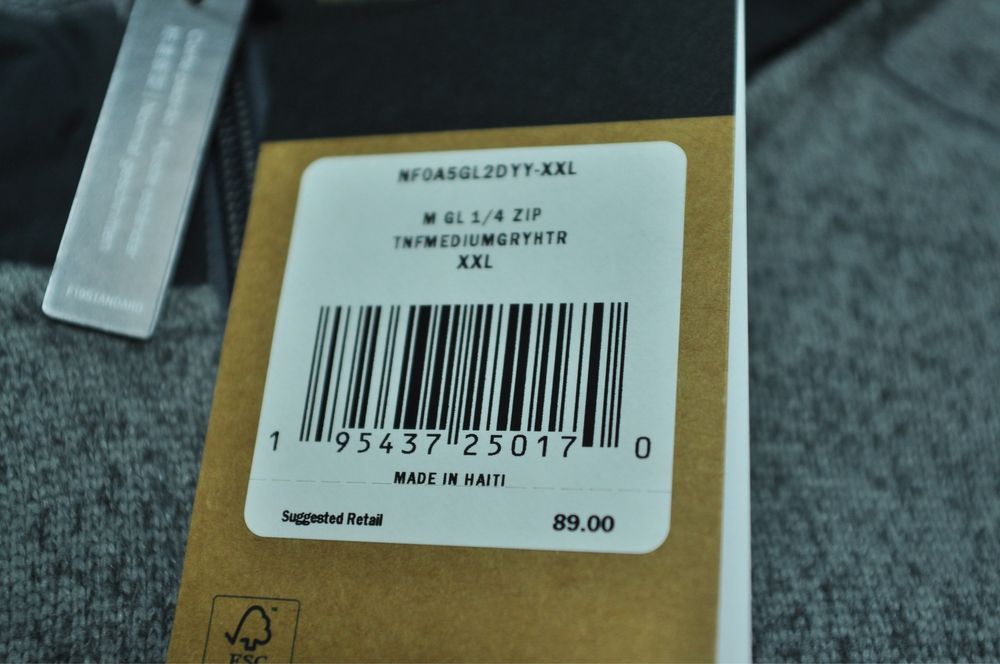 NF0A5GL2DYY-XXL
M GL 1/4 ZIP
TNFMEDIUMGRYHTR
XXL
1 95437 25017 0
MADE IN HAITI
Suggested Retail 89.00
FSC